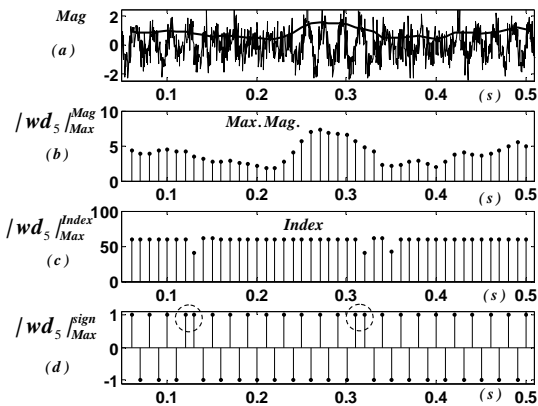 Mag
(a)
2
0
-2
0.1 0.2 0.3 0.4 (s) 0.5
|wd5|Mag Max
(b)
10
5
0
Max.Mag.
0.1 0.2 0.3 0.4 (s) 0.5
|wd5|Index Max
(c)
100
50
0
Index
0.1 0.2 0.3 0.4 (s) 0.5
|wd5|sign Max
(d)
1
0
-1
0.1 0.2 0.3 0.4 (s) 0.5